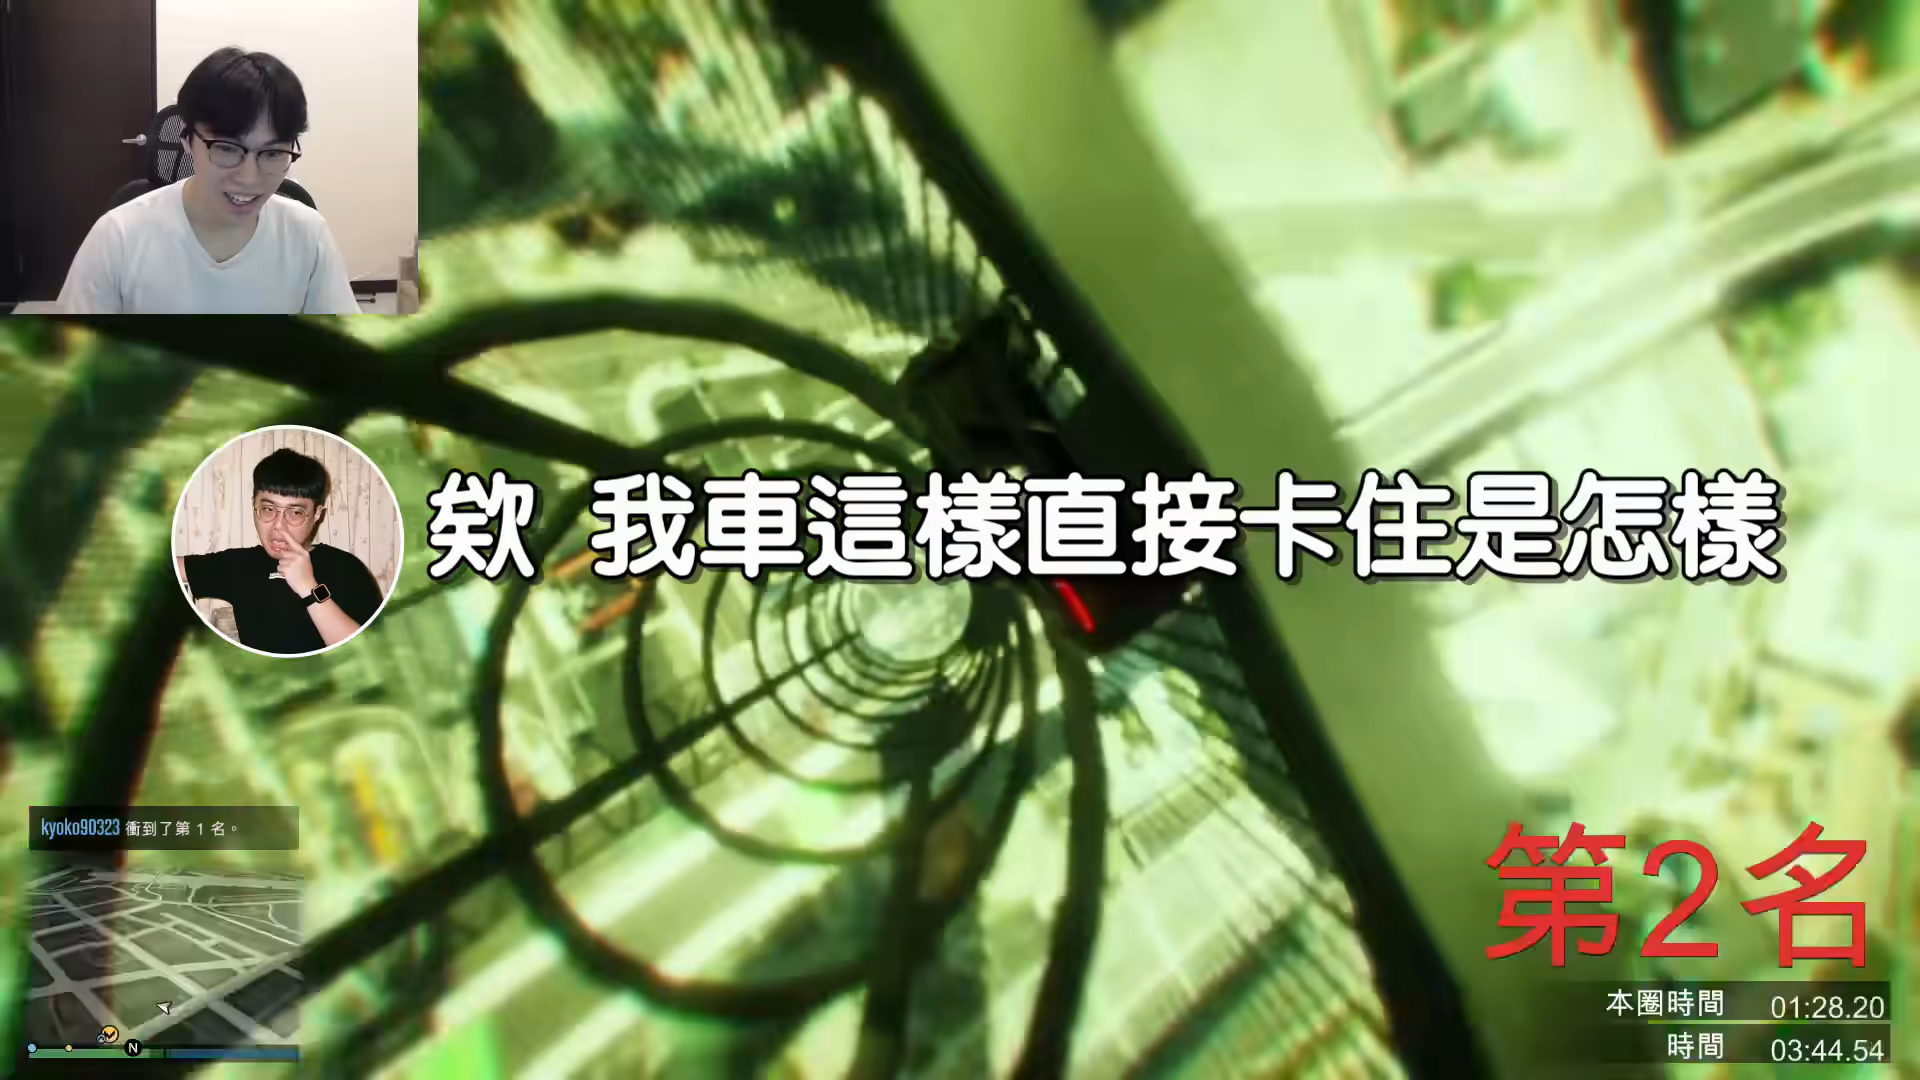 欸 我車這樣直接卡住是怎樣
kyoko90323 衝到了第 1 名。
N
第2名
本圈時間 01:28.20
時間 03:44.54